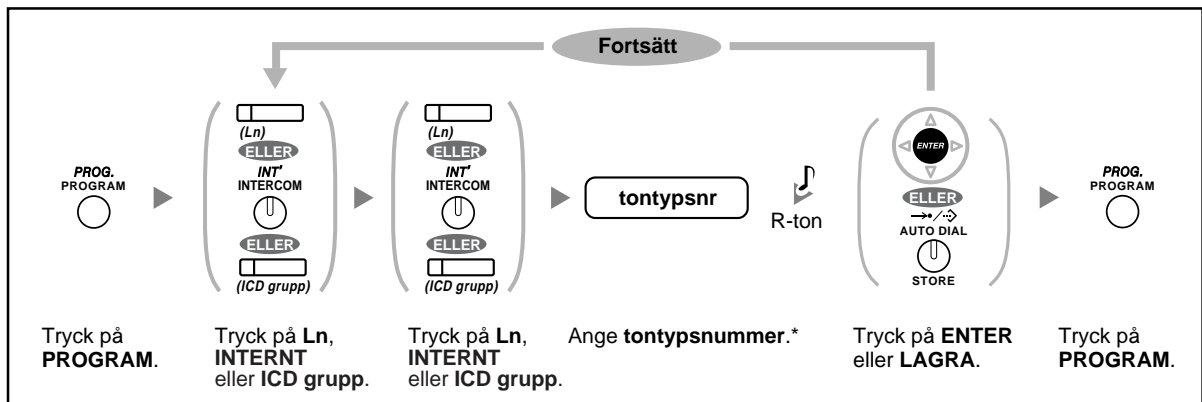 Fortsätt
PROG.
PROGRAM
(Ln)
ELLER
INT'
INTERCOM
ELLER
(ICD grupp)
(Ln)
ELLER
INT'
INTERCOM
ELLER
(ICD grupp)
tontypsnr
R-ton
ENTER
ELLER
AUTO DIAL
STORE
PROG.
PROGRAM
Tryck på
PROGRAM.
Tryck på Ln,
INTERNT
eller ICD grupp.
Tryck på Ln,
INTERNT
eller ICD grupp.
Ange tontypsnummer.*
Tryck på ENTER
eller LAGRA.
Tryck på
PROGRAM.